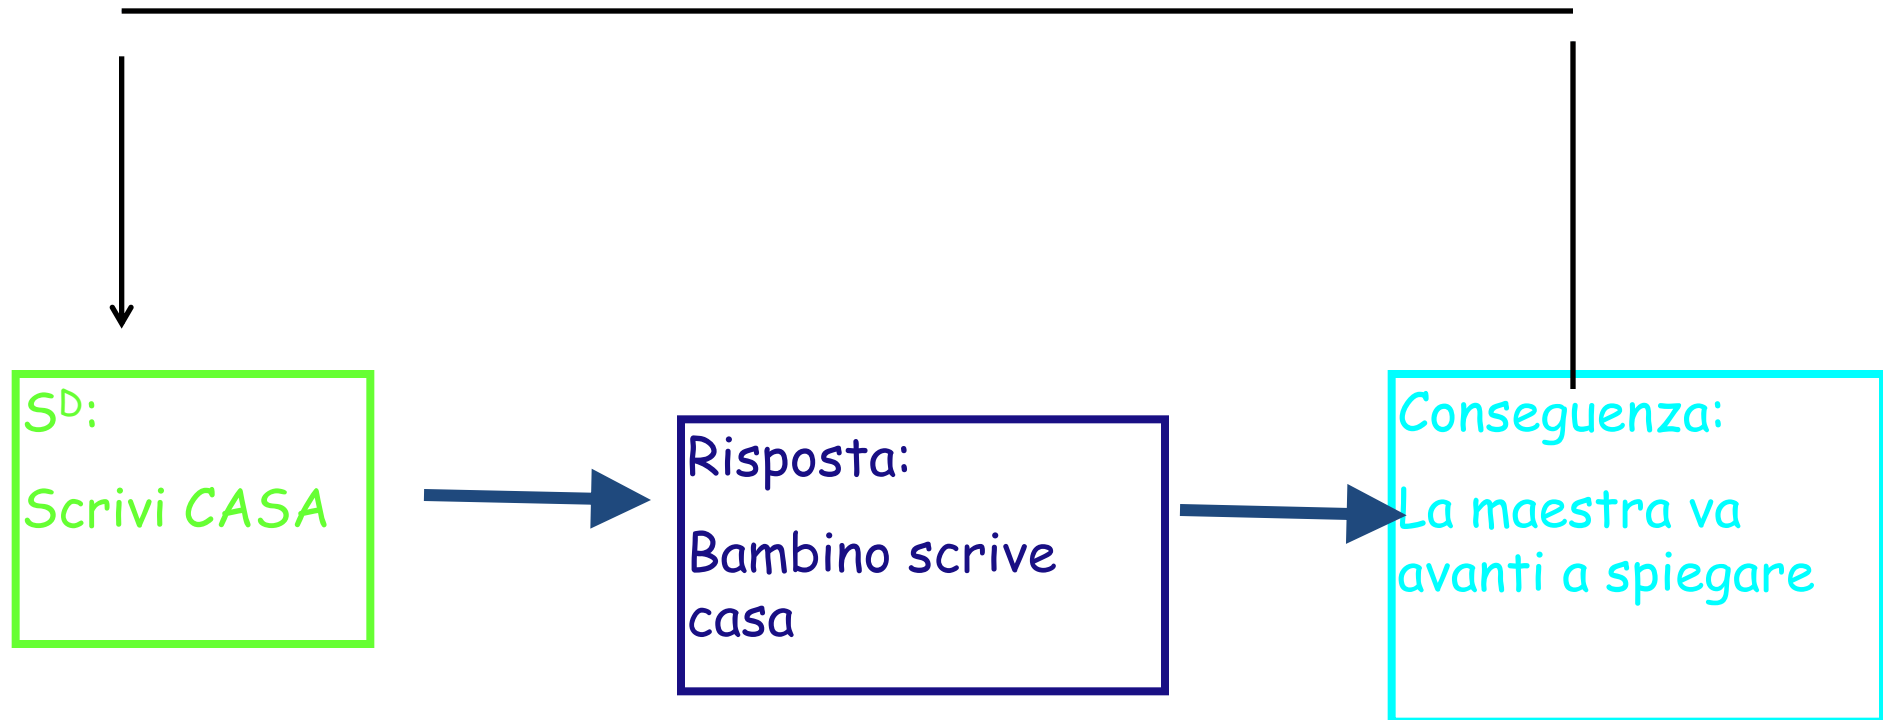 Sᴰ:
Scrivi CASA
Risposta:
Bambino scrive
casa
Conseguenza:
La maestra va
avanti a spiegare